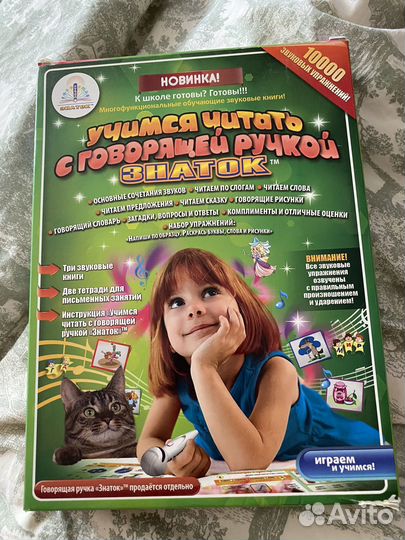 НОВИНКА!
К школе готовы? Готовы!!!
Многофункциональные обучающие звуковые книги!
10000
ЗВУКОВЫХ УПРАЖНЕНИЙ!
ЗНАТОК
УЧИМСЯ ЧИТАТЬ
С ГОВОРЯЩЕЙ РУЧКОЙ
ЗНАТОК™
• ОСНОВНЫЕ СОЧЕТАНИЯ ЗВУКОВ • ЧИТАЕМ ПО СЛОГАМ • ЧИТАЕМ СЛОВА
• ЧИТАЕМ ПРЕДЛОЖЕНИЯ • ЧИТАЕМ СКАЗКУ • ГОВОРЯЩИЕ РИСУНКИ
• ГОВОРЯЩИЙ СЛОВАРЬ • ЗАГАДКИ, ВОПРОСЫ И ОТВЕТЫ • КОМПЛИМЕНТЫ И ОТЛИЧНЫЕ ОЦЕНКИ
• НАБОР УПРАЖНЕНИЙ:
«НАПИШИ ПО ОБРАЗЦУ. РАСКРАСЬ БУКВЫ, СЛОВА И РИСУНКИ»
Три звуковые
книги
Две тетради для
письменных занятий
Инструкция «Учимся
читать с говорящей
ручкой «Знаток»™
ВНИМАНИЕ!
Все звуковые
упражнения
озвучены
с правильным
произношением
и ударением!
играем
и учимся!
Говорящая ручка «Знаток»™ продаётся отдельно
Avito